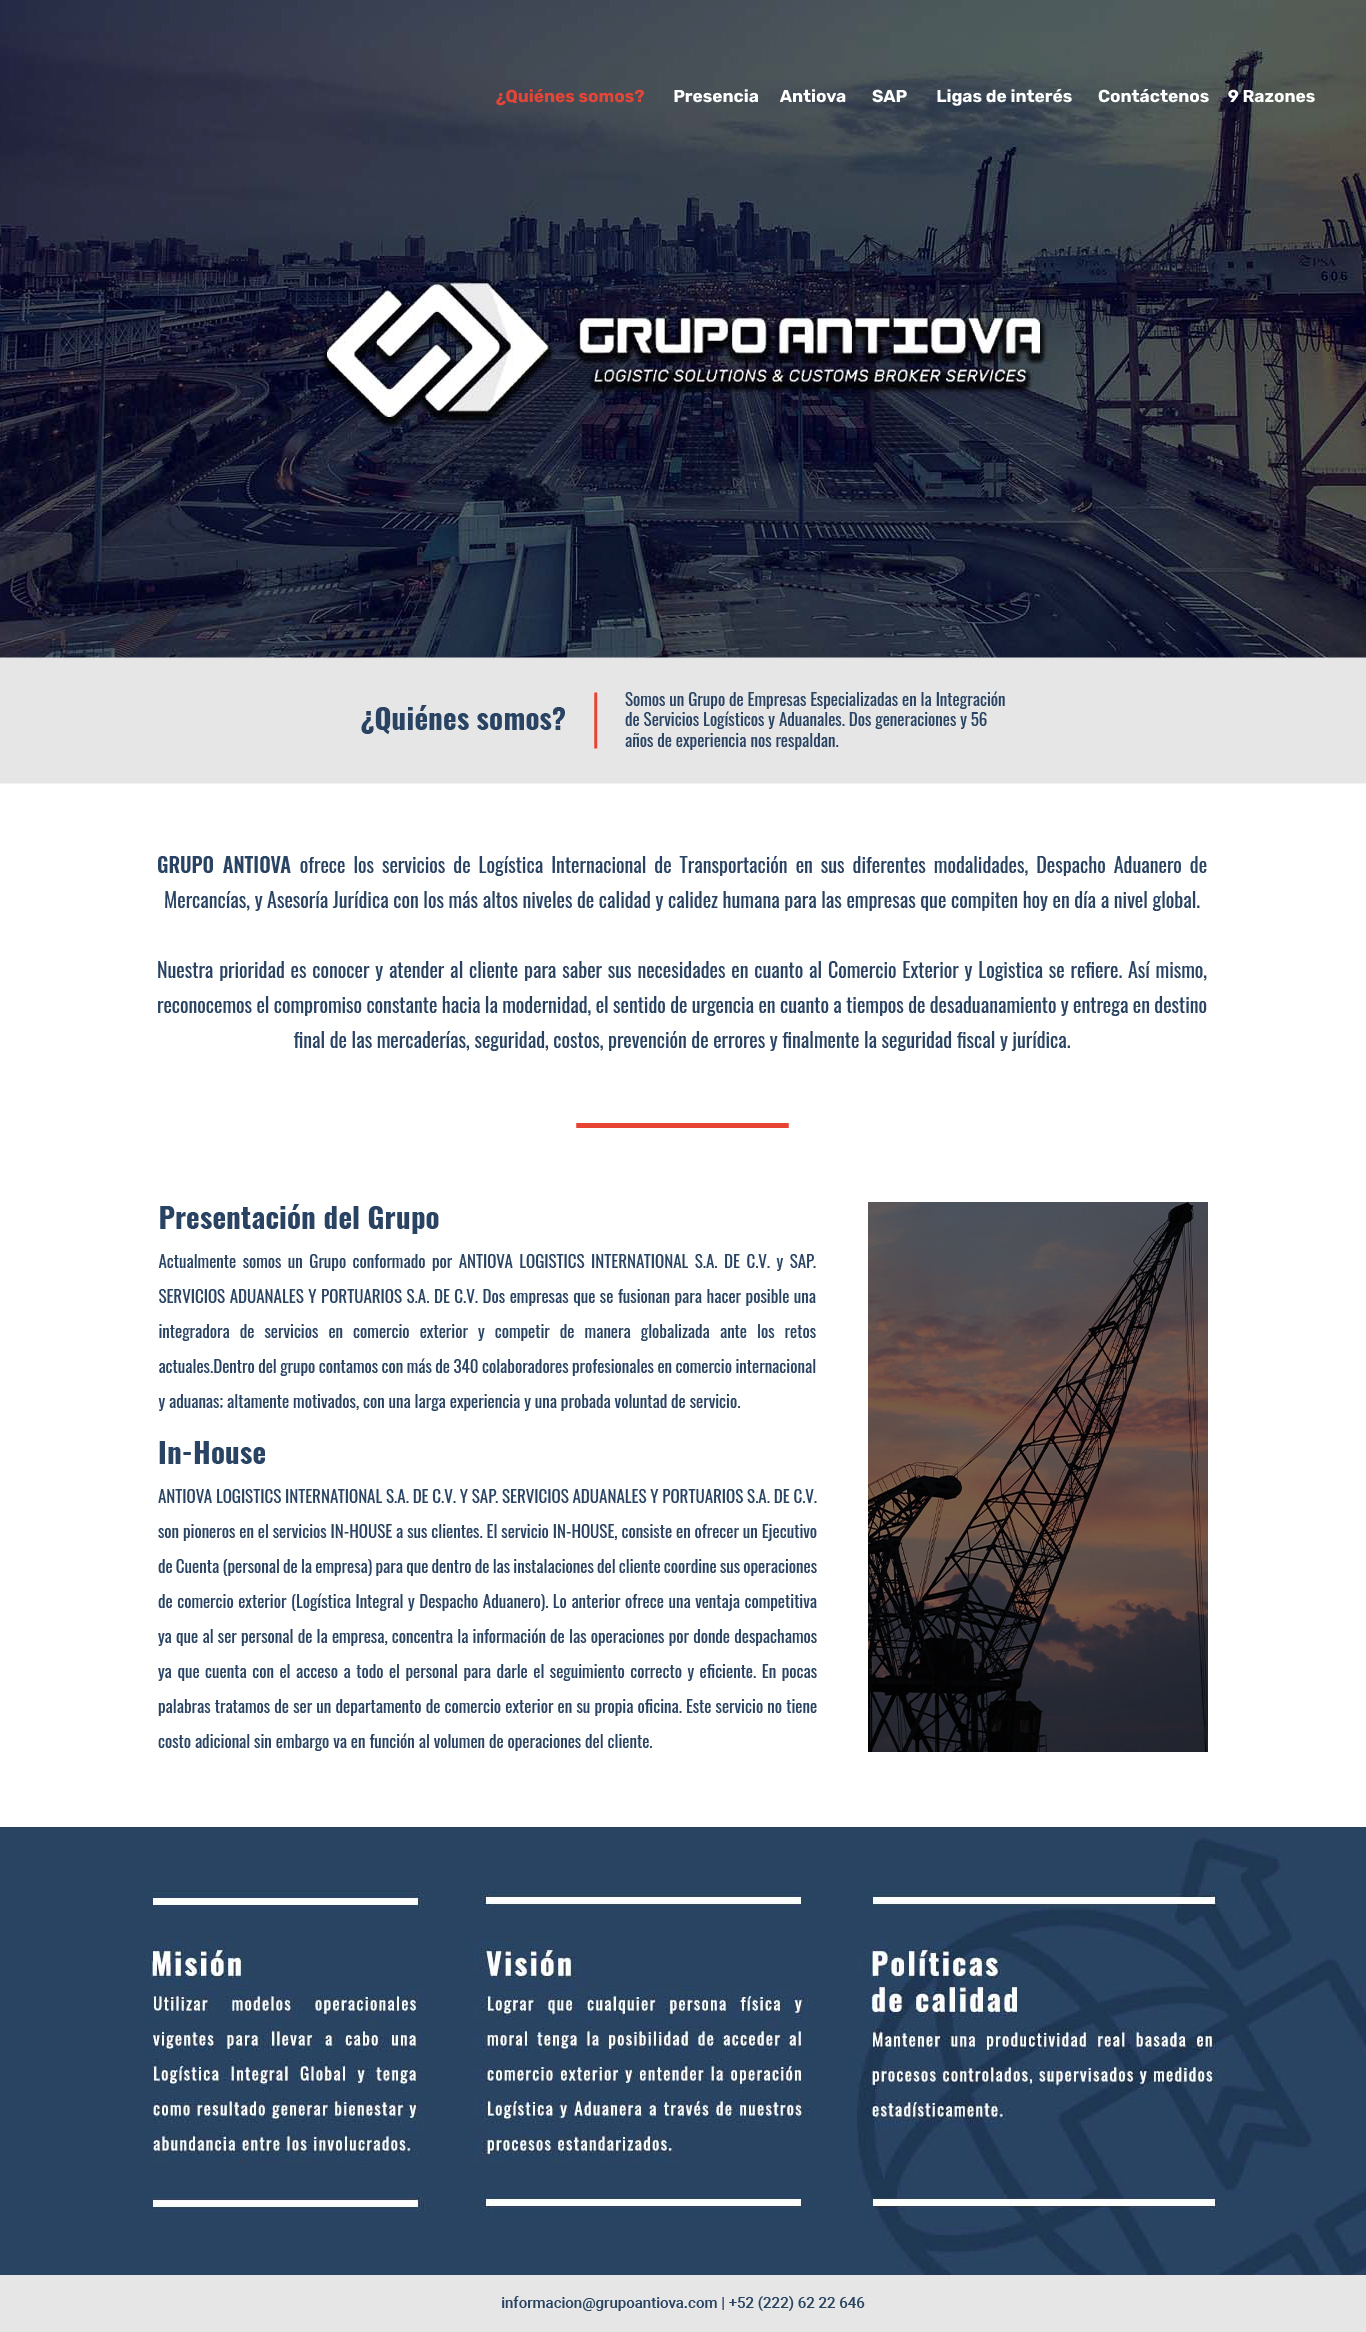 ¿Quiénes somos? Presencia Antiova SAP Ligas de interés Contáctenos 9 Razones
PSA
606
605
GRUPO ANTIOVA
LOGISTIC SOLUTIONS & CUSTOMS BROKER SERVICES
¿Quiénes somos?
Somos un Grupo de Empresas Especializadas en la Integración
de Servicios Logísticos y Aduanales. Dos generaciones y 56
años de experiencia nos respaldan.
GRUPO ANTIOVA ofrece los servicios de Logística Internacional de Transportación en sus diferentes modalidades, Despacho Aduanero de
Mercancías, y Asesoría Jurídica con los más altos niveles de calidad y calidez humana para las empresas que compiten hoy en día a nivel global.
Nuestra prioridad es conocer y atender al cliente para saber sus necesidades en cuanto al Comercio Exterior y Logistica se refiere. Así mismo,
reconocemos el compromiso constante hacia la modernidad, el sentido de urgencia en cuanto a tiempos de desaduanamiento y entrega en destino
final de las mercaderías, seguridad, costos, prevención de errores y finalmente la seguridad fiscal y jurídica.
Presentación del Grupo
Actualmente somos un Grupo conformado por ANTIOVA LOGISTICS INTERNATIONAL S.A. DE C.V. y SAP.
SERVICIOS ADUANALES Y PORTUARIOS S.A. DE C.V. Dos empresas que se fusionan para hacer posible una
integradora de servicios en comercio exterior y competir de manera globalizada ante los retos
actuales.Dentro del grupo contamos con más de 340 colaboradores profesionales en comercio internacional
y aduanas; altamente motivados, con una larga experiencia y una probada voluntad de servicio.
In-House
ANTIOVA LOGISTICS INTERNATIONAL S.A. DE C.V. Y SAP. SERVICIOS ADUANALES Y PORTUARIOS S.A. DE C.V.
son pioneros en el servicios IN-HOUSE a sus clientes. El servicio IN-HOUSE, consiste en ofrecer un Ejecutivo
de Cuenta (personal de la empresa) para que dentro de las instalaciones del cliente coordine sus operaciones
de comercio exterior (Logística Integral y Despacho Aduanero). Lo anterior ofrece una ventaja competitiva
ya que al ser personal de la empresa, concentra la información de las operaciones por donde despachamos
ya que cuenta con el acceso a todo el personal para darle el seguimiento correcto y eficiente. En pocas
palabras tratamos de ser un departamento de comercio exterior en su propia oficina. Este servicio no tiene
costo adicional sin embargo va en función al volumen de operaciones del cliente.
Misión
Utilizar modelos operacionales
vigentes para llevar a cabo una
Logística Integral Global y tenga
como resultado generar bienestar y
abundancia entre los involucrados.
Visión
Lograr que cualquier persona física y
moral tenga la posibilidad de acceder al
comercio exterior y entender la operación
Logística y Aduanera a través de nuestros
procesos estandarizados.
Políticas
de calidad
Mantener una productividad real basada en
procesos controlados, supervisados y medidos
estadísticamente.
informacion@grupoantiova.com | +52 (222) 62 22 646